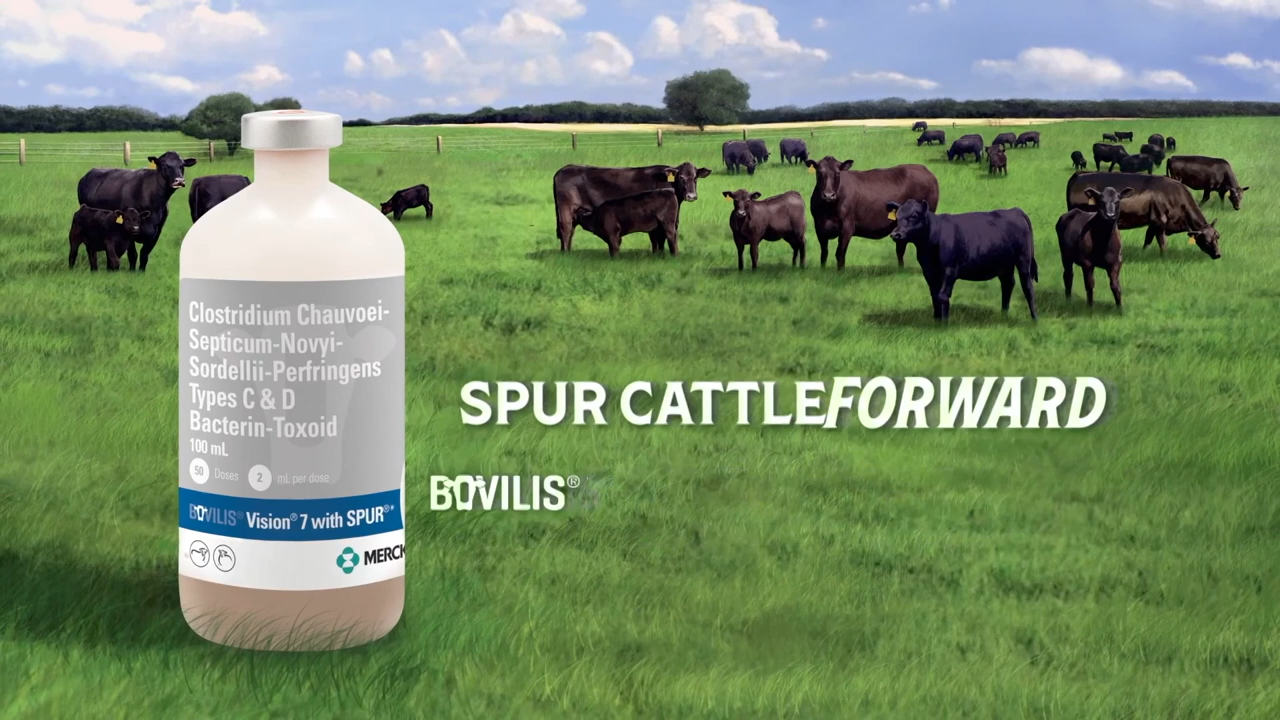 Clostridium Chauvoei-
Septicum-Novyi-
Sordellii-Perfringens
Types C & D
Bacterin-Toxoid
100 mL
50 Doses 2 mL per dose
BOVILIS® Vision® 7 with SPUR®*
MERCK
SPUR CATTLE FORWARD
BOVILIS®